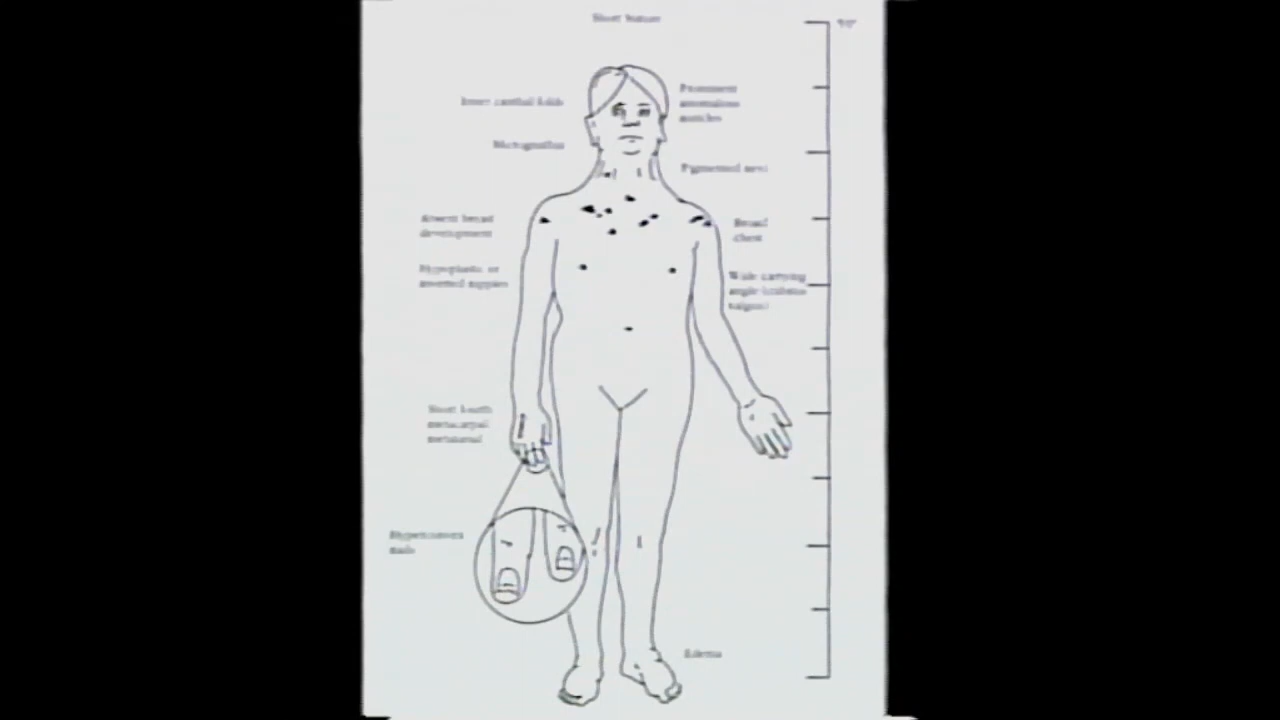 Short Stature
Inner canthal folds
Prominent
anomalous
auricles
Micrognathia
Pigmented nevi
Absent breast
development
Broad
chest
Hypoplastic or
inverted nipples
Wide carrying
angle (cubitus
valgus)
Short fourth
metacarpal
metatarsal
nails
Edema